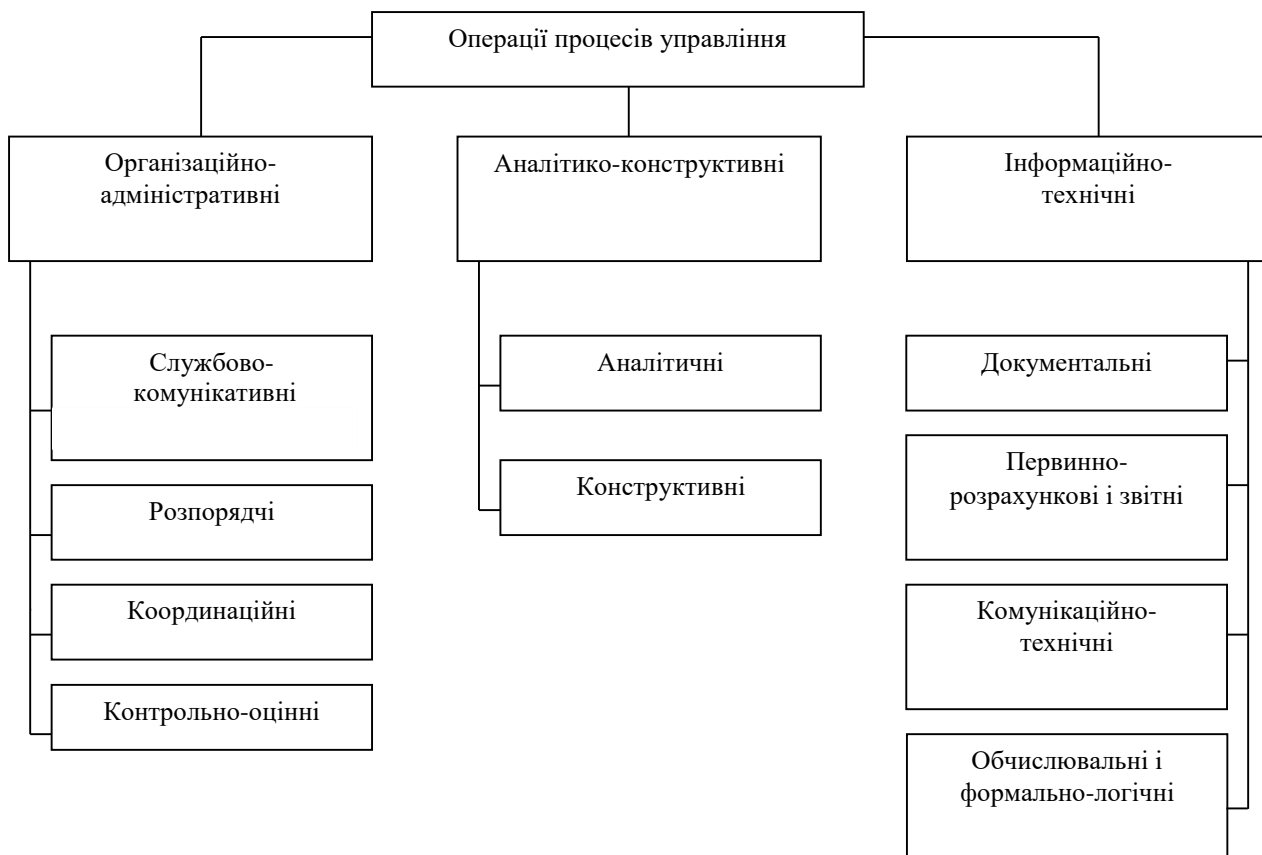 Операції процесів управління
Організаційно-
адміністративні
Аналітико-конструктивні
Інформаційно-
технічні
Службово-
комунікативні
Розпорядчі
Координаційні
Контрольно-оцінні
Аналітичні
Конструктивні
Документальні
Первинно-
розрахункові і звітні
Комунікаційно-
технічні
Обчислювальні і
формально-логічні